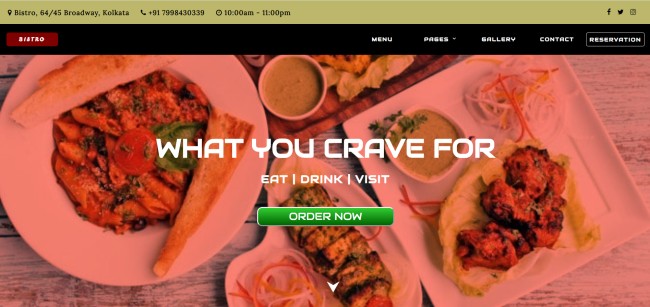 Bistro, 64/45 Broadway, Kolkata +91 7998430339 10:00am - 11:00pm
BISTRO MENU PAGES GALLERY CONTACT RESERVATION
WHAT YOU CRAVE FOR
EAT | DRINK | VISIT
ORDER NOW